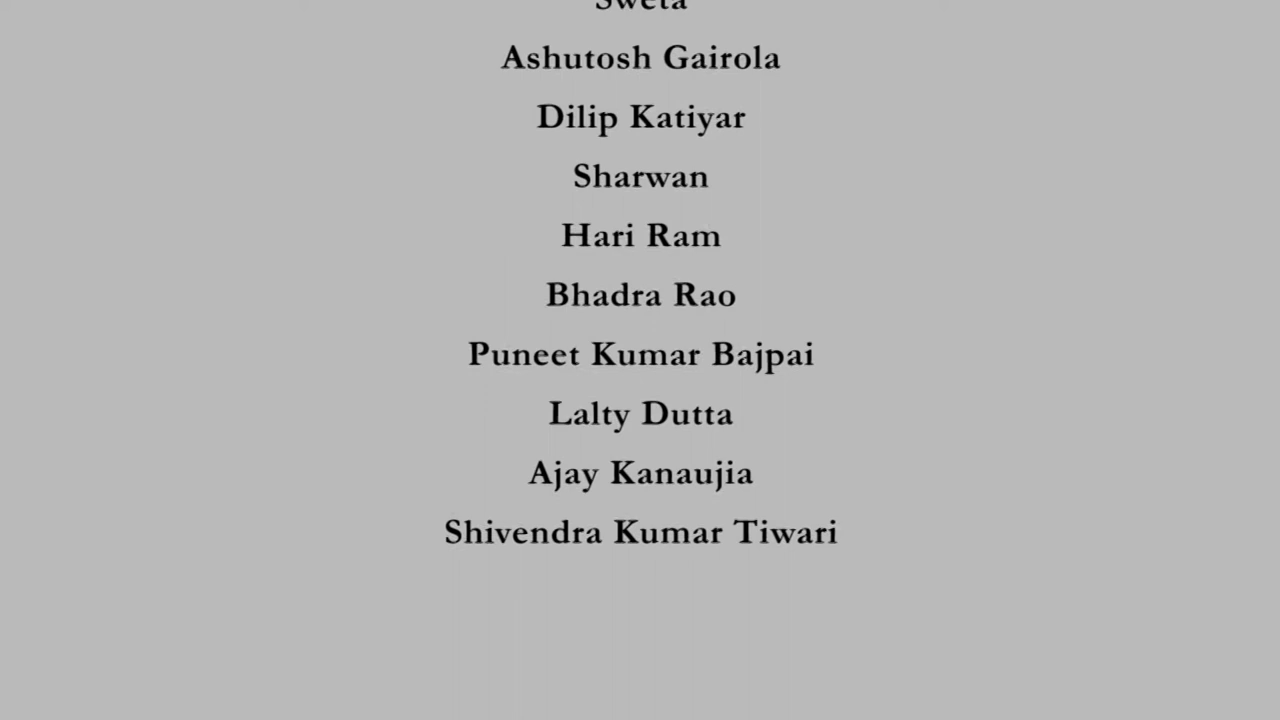 Sweta
Ashutosh Gairola
Dilip Katiyar
Sharwan
Hari Ram
Bhadra Rao
Puneet Kumar Bajpai
Lalty Dutta
Ajay Kanaujia
Shivendra Kumar Tiwari